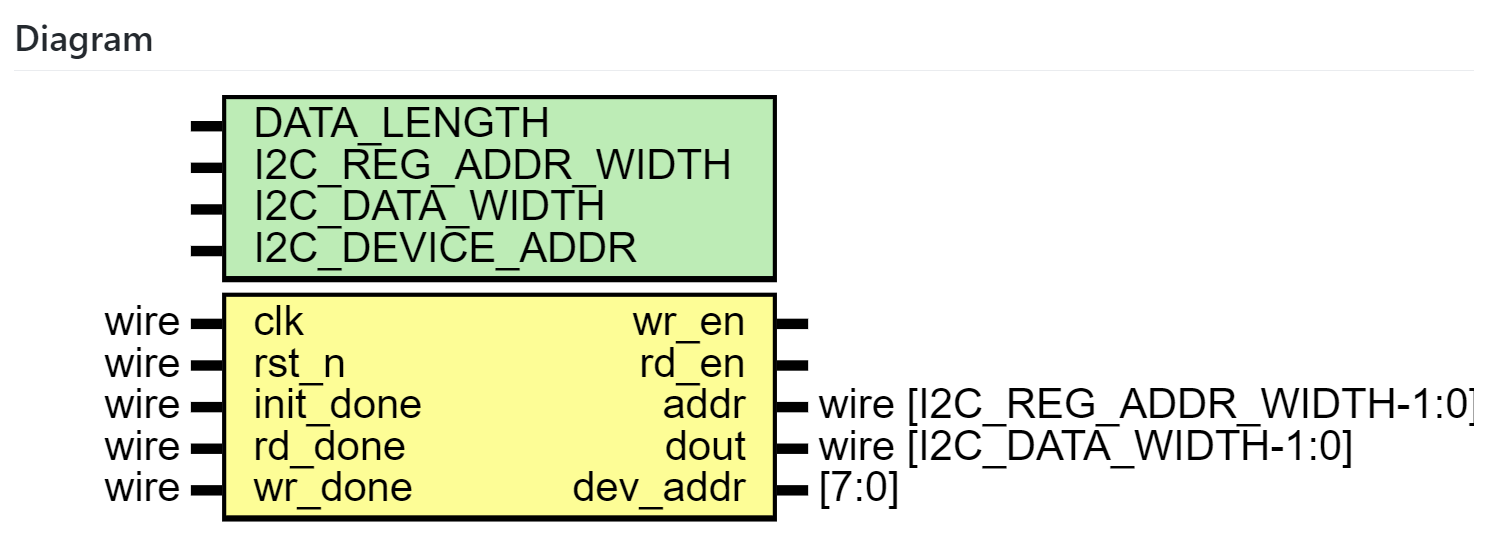 Diagram
DATA_LENGTH
I2C_REG_ADDR_WIDTH
I2C_DATA_WIDTH
I2C_DEVICE_ADDR
wire clk wr_en
wire rst_n rd_en
wire init_done addr wire [I2C_REG_ADDR_WIDTH-1:0]
wire rd_done dout wire [I2C_DATA_WIDTH-1:0]
wire wr_done dev_addr [7:0]